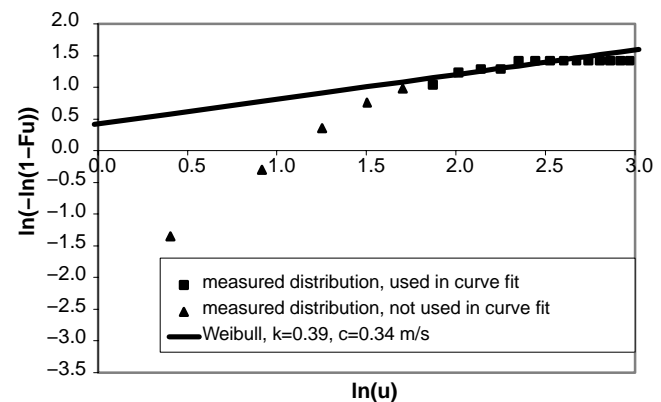 2.0
1.5
1.0
0.5
0.0
−0.5
−1.0
−1.5
−2.0
−2.5
−3.0
−3.5
ln(−ln(1−Fu))
0.0 1.0 1.5 2.0 2.5 3.0
0.5
measured distribution, used in curve fit
measured distribution, not used in curve fit
Weibull, k=0.39, c=0.34 m/s
ln(u)